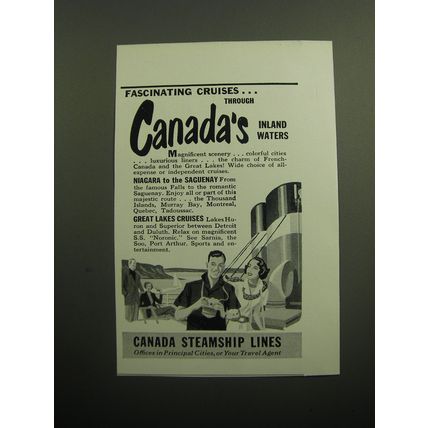 FASCINATING CRUISES...
THROUGH
Canada's
INLAND
WATERS
Magnificent scenery . . . colorful cities
. . . luxurious liners . . . the charm of French-
Canada and the Great Lakes! Wide choice of all-
expense or independent cruises.
NIAGARA to the SAGUENAY From
the famous Falls to the romantic
Saguenay. Enjoy all or part of this
majestic route . . . the Thousand
Islands, Murray Bay, Montreal,
Quebec, Tadoussac.
GREAT LAKES CRUISES Lakes Hu-
ron and Superior between Detroit
and Duluth. Relax on magnificent
S.S. "Noronic." See Sarnia, the
Soo, Port Arthur. Sports and en-
tertainment.
CANADA STEAMSHIP LINES
Offices in Principal Cities, or Your Travel Agent